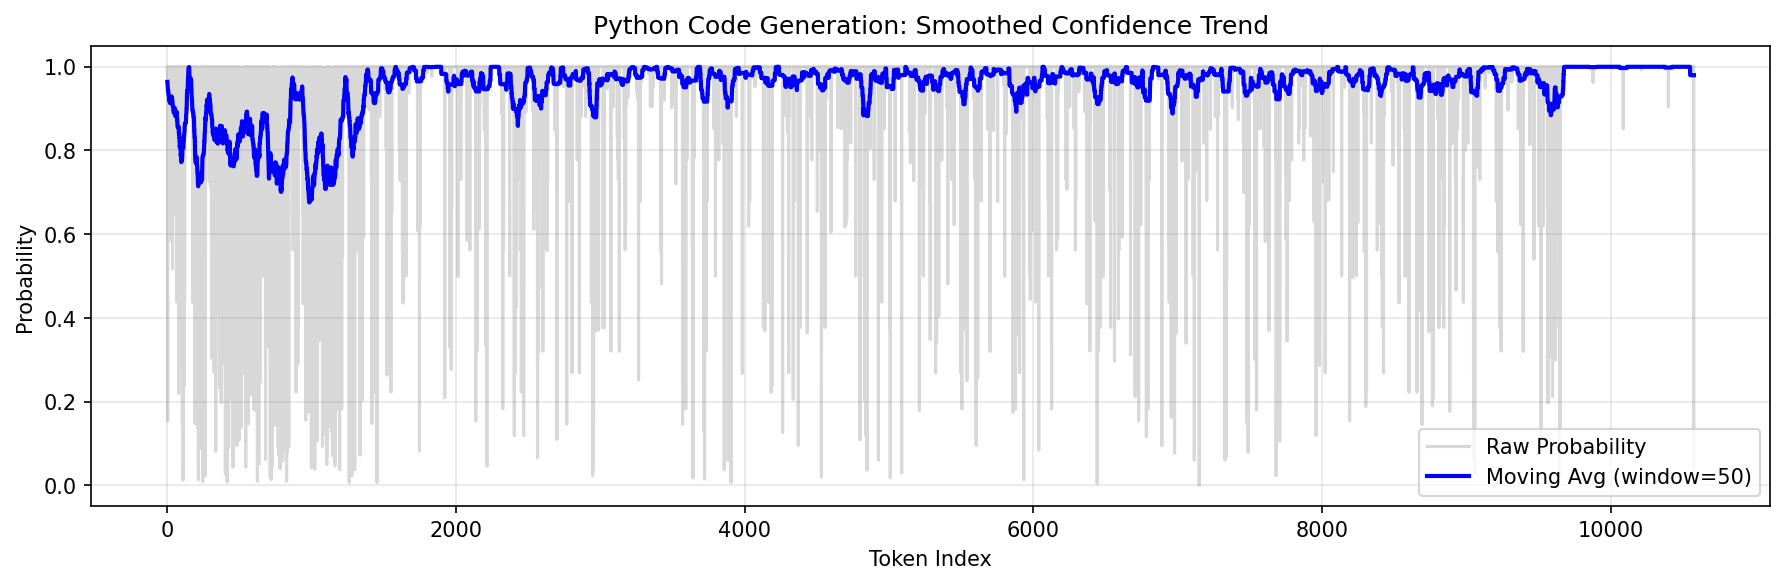 Python Code Generation: Smoothed Confidence Trend
1.0
0.8
0.6
0.4
0.2
0.0
Probability
Raw Probability
Moving Avg (window=50)
0 2000 4000 6000 8000 10000
Token Index